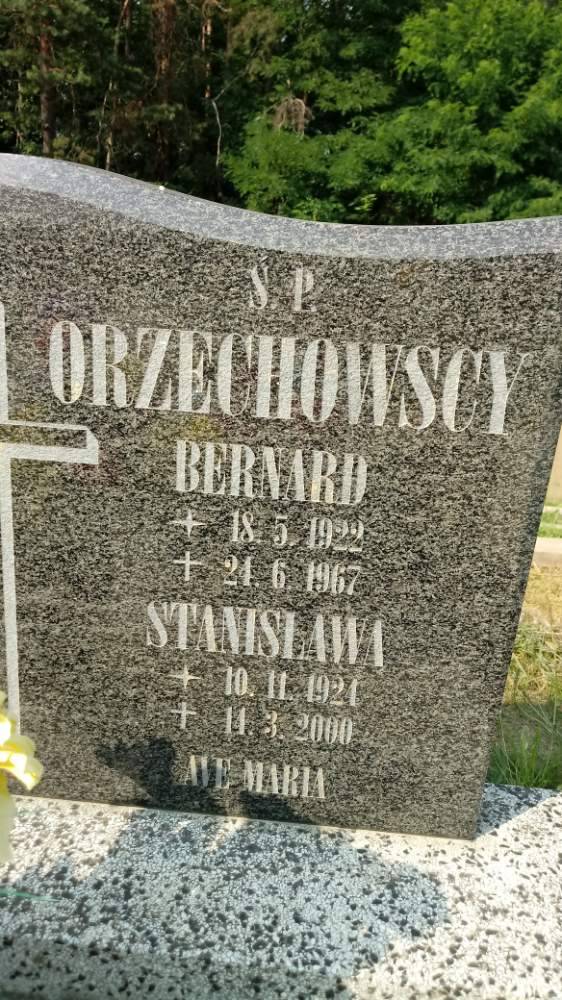 Ś. P.
ORZECHOWSCY
BERNARD
18. 5. 1922
+ 24. 6. 1967
STANISŁAWA
10. 11. 1924
+ 14. 3. 2000
AVE MARIA